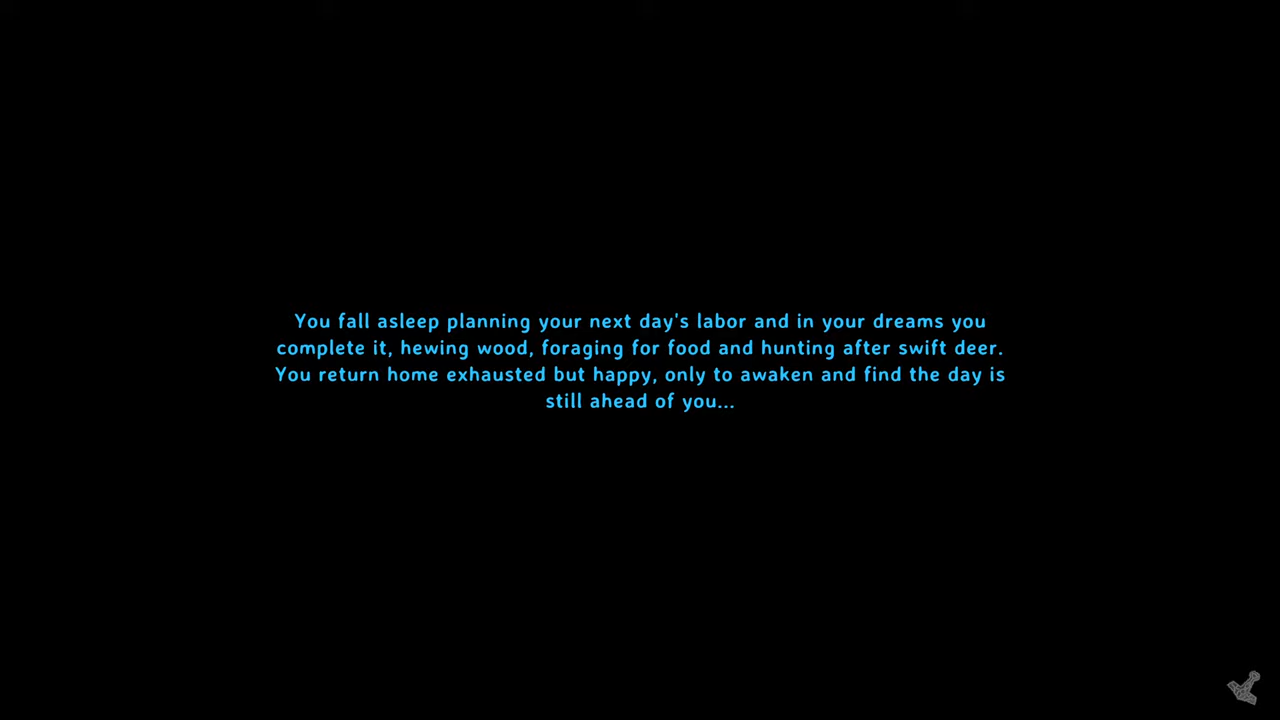 You fall asleep planning your next day's labor and in your dreams you
complete it, hewing wood, foraging for food and hunting after swift deer.
You return home exhausted but happy, only to awaken and find the day is
still ahead of you...